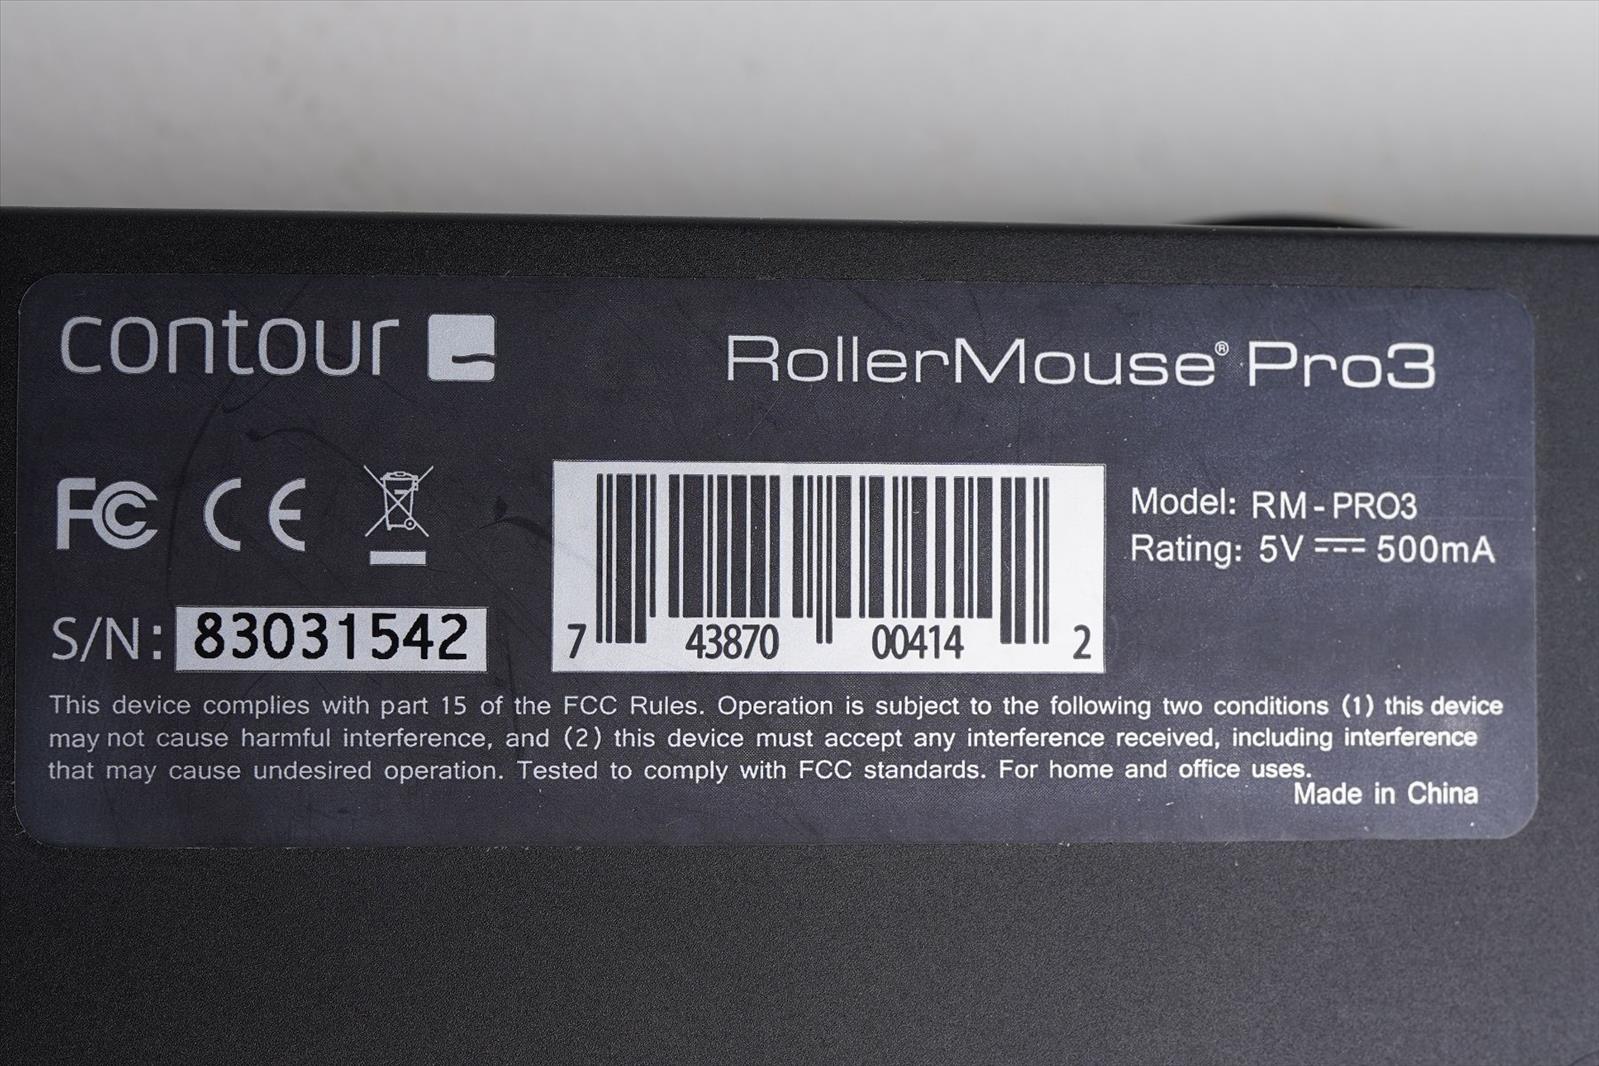 contour
RollerMouse® Pro3
FC CE
Model: RM-PRO3
Rating: 5V ⎓ 500mA
S/N: 83031542
7 43870 00414 2
This device complies with part 15 of the FCC Rules. Operation is subject to the following two conditions (1) this device
may not cause harmful interference, and (2) this device must accept any interference received, including interference
that may cause undesired operation. Tested to comply with FCC standards. For home and office uses.
Made in China